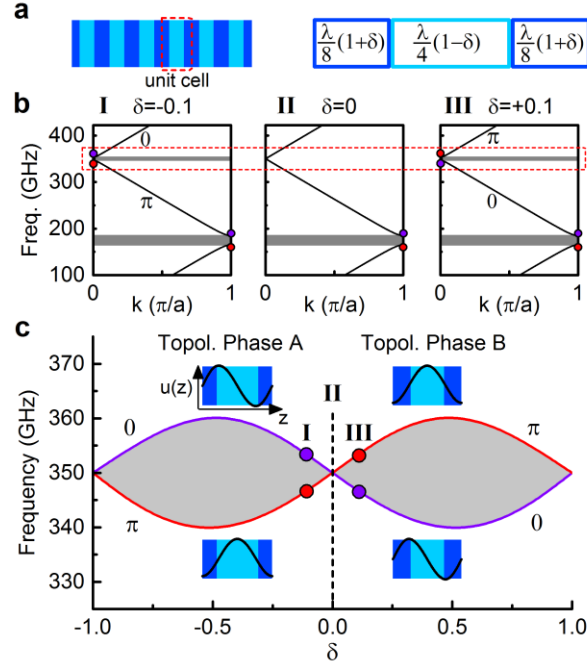 a
unit cell
λ/8(1+δ) λ/4(1-δ) λ/8(1+δ)
b I δ=-0.1 II δ=0 III δ=+0.1
400
300
200
100
Freq. (GHz)
0
π
π
0
0 1 0 1 0 1
k (π/a) k (π/a) k (π/a)
c
Topol. Phase A Topol. Phase B
370
360
350
340
330
Frequency (GHz)
u(z)
z
II
I III
0 π
π 0
-1.0 -0.5 0.0 0.5 1.0
δ